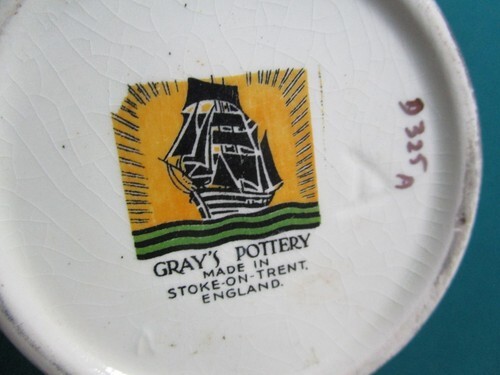 GRAY'S POTTERY
MADE IN
STOKE-ON-TRENT.
ENGLAND.
D325
A